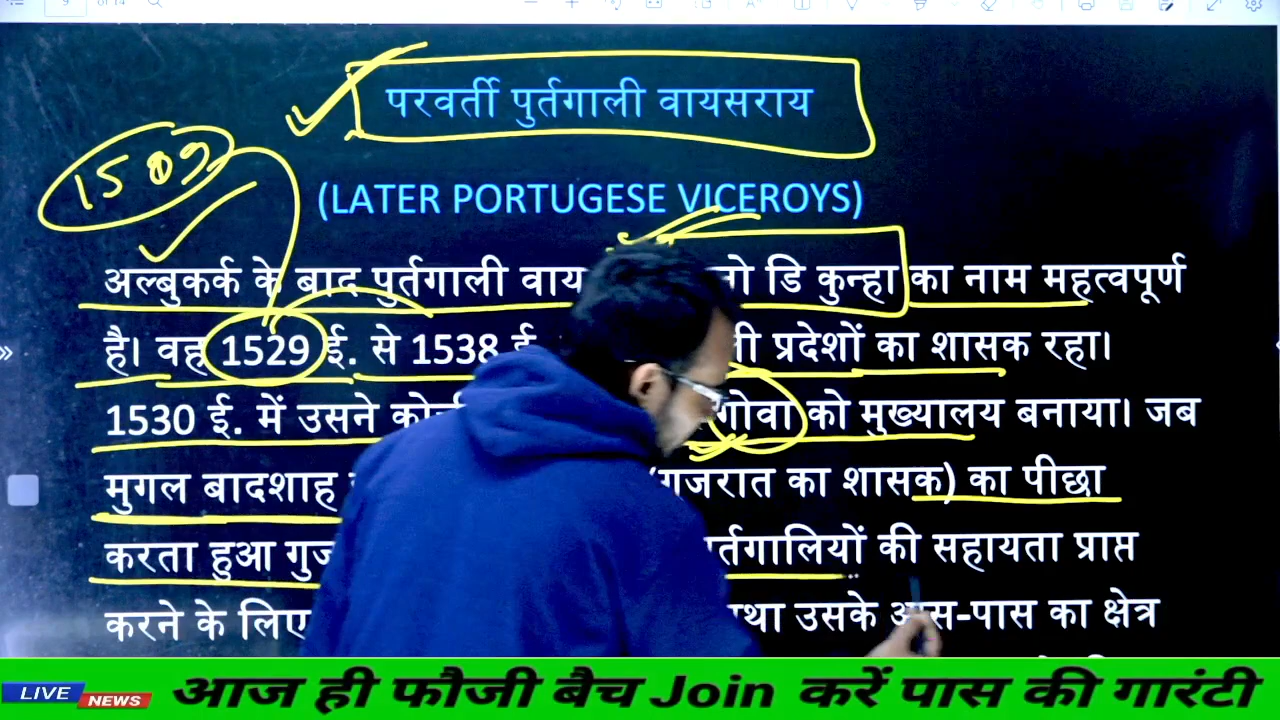 परवर्ती पुर्तगाली वायसराय
1509
(LATER PORTUGESE VICEROYS)
अल्बुकर्क के बाद पुर्तगाली डि कुन्हा का नाम महत्वपूर्ण
है। वह 1529 ई. से 1538 ई. प्रदेशों का शासक रहा।
1530 ई. में उसने गोवा को मुख्यालय बनाया। जब
मुगल बादशाह (गुजरात का शासक) का पीछा
करता हुआ पुर्तगालियों की सहायता प्राप्त
करने के लिए तथा उसके आस-पास का क्षेत्र
LIVE NEWS आज ही फौजी बैच Join करें पास की गारंटी